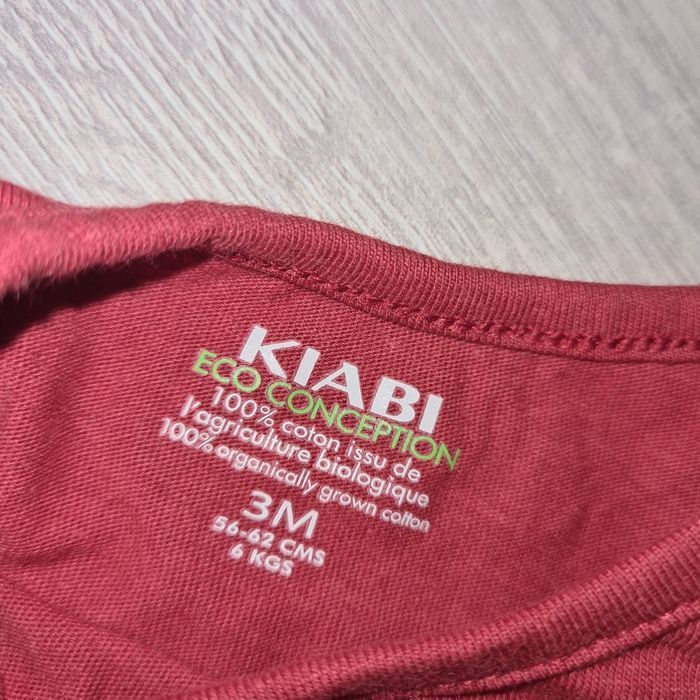 KIABI
ECO CONCEPTION
100% coton issu de
l'agriculture biologique
100% organically grown cotton
3M
56-62 CMS
6 KGS